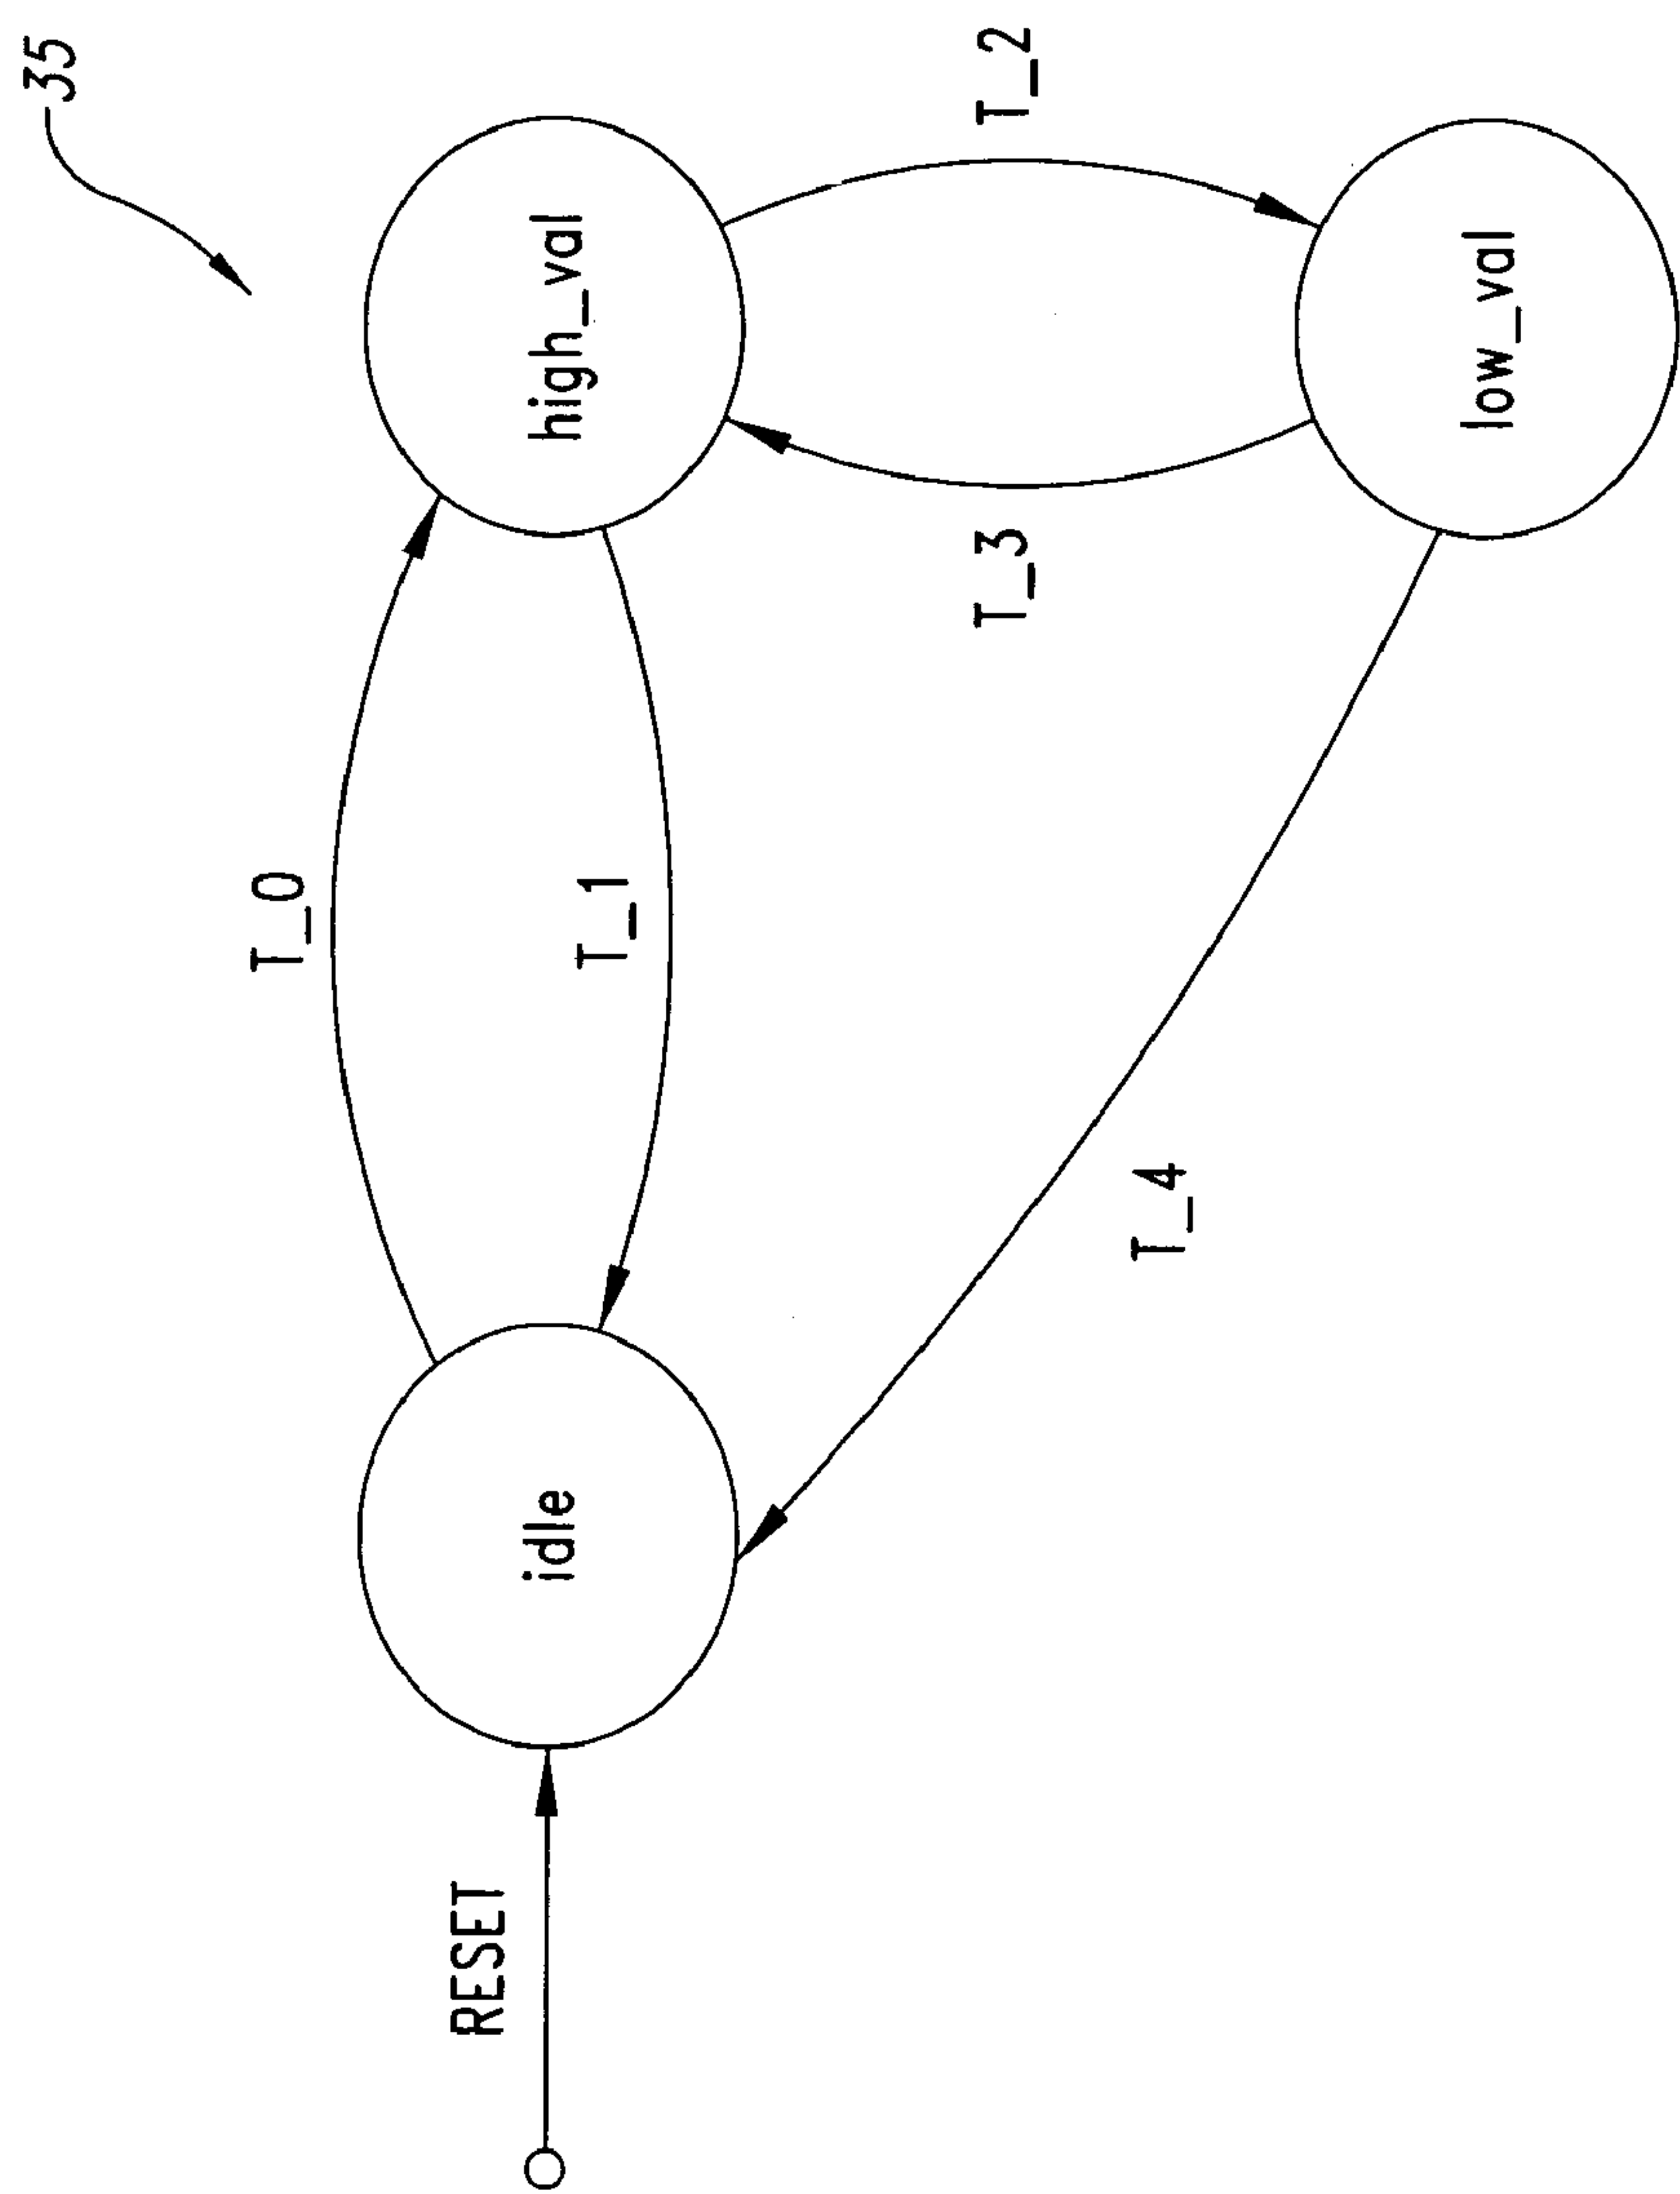 35
T_0
high_val
T_1
T_2
T_3
RESET
idle
T_4
low_val